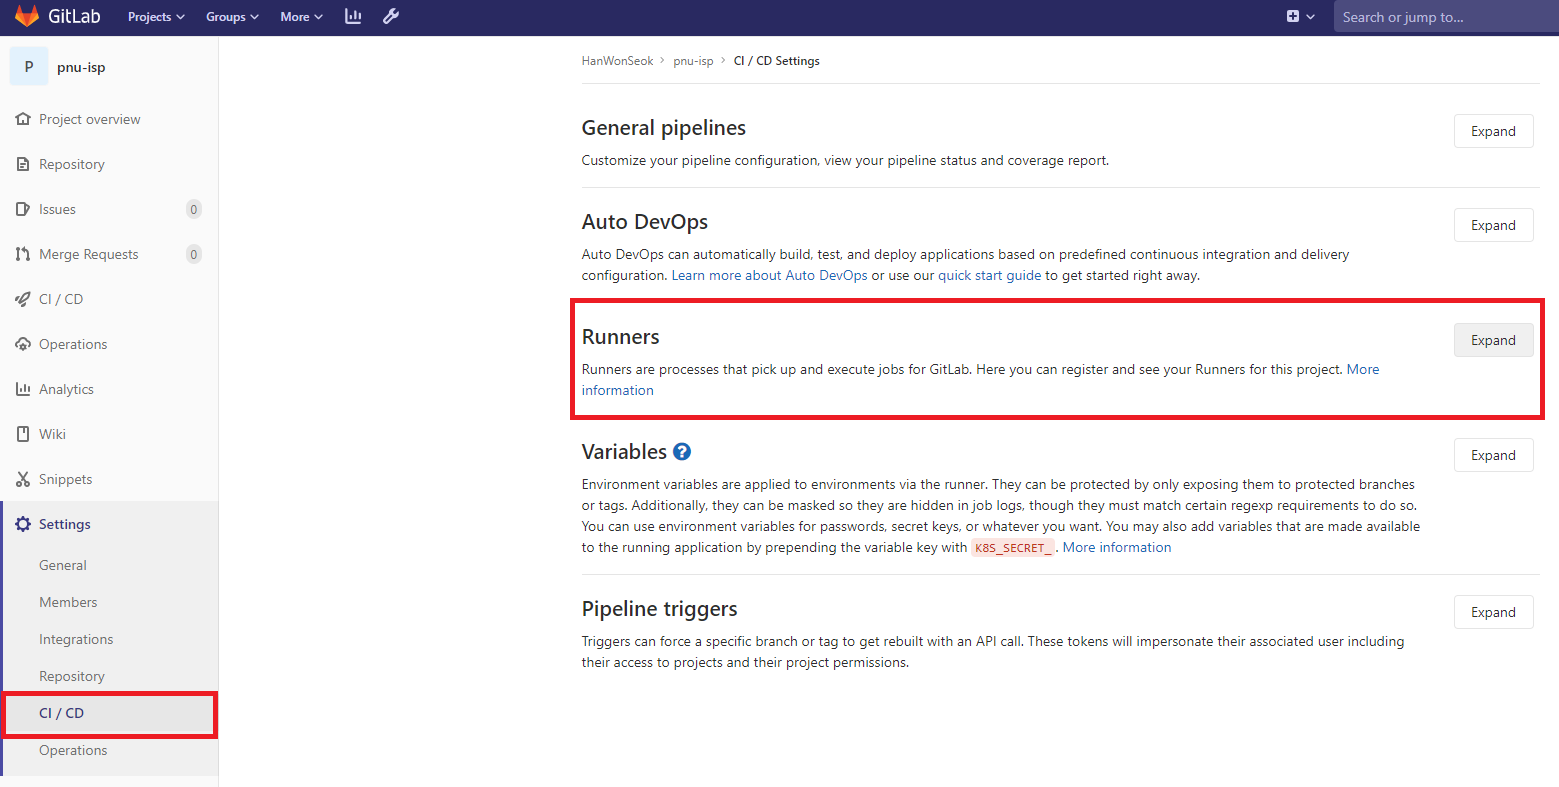 GitLab Projects Groups More Search or jump to...
P pnu-isp
Project overview
Repository
Issues 0
Merge Requests 0
CI / CD
Operations
Analytics
Wiki
Snippets
Settings
General
Members
Integrations
Repository
CI / CD
Operations
HanWonSeok > pnu-isp > CI / CD Settings
General pipelines
Expand
Customize your pipeline configuration, view your pipeline status and coverage report.
Auto DevOps
Expand
Auto DevOps can automatically build, test, and deploy applications based on predefined continuous integration and delivery
configuration. Learn more about Auto DevOps or use our quick start guide to get started right away.
Runners
Expand
Runners are processes that pick up and execute jobs for GitLab. Here you can register and see your Runners for this project. More
information
Variables ?
Expand
Environment variables are applied to environments via the runner. They can be protected by only exposing them to protected branches
or tags. Additionally, they can be masked so they are hidden in job logs, though they must match certain regexp requirements to do so.
You can use environment variables for passwords, secret keys, or whatever you want. You may also add variables that are made available
to the running application by prepending the variable key with K8S_SECRET_. More information
Pipeline triggers
Expand
Triggers can force a specific branch or tag to get rebuilt with an API call. These tokens will impersonate their associated user including
their access to projects and their project permissions.